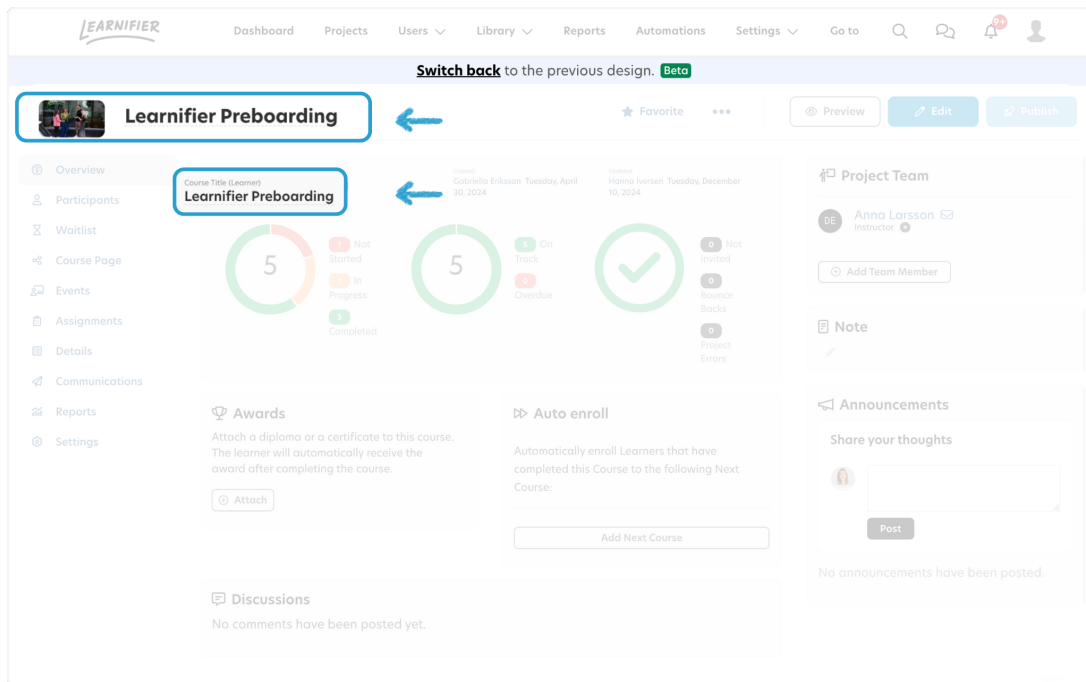 LEARNIFIER
Dashboard Projects Users Library Reports Automations Settings Go to 9+
Switch back to the previous design. Beta
Learnifier Preboarding
Favorite ••• Preview Edit Publish
Overview
Participants
Waitlist
Course Page
Events
Assignments
Details
Communications
Reports
Settings
Course Title (Learner)
Learnifier Preboarding
Gabriella Eriksson Tuesday, April
30, 2024
Updated
Hanna Iversen Tuesday, December
10, 2024
5
1 Not
Started
In
Progress
3
Completed
5
5 On
Track
0
Overdue
0 Not
Invited
0
Bounce
Backs
0
Project
Errors
Awards
Attach a diploma or a certificate to this course.
The learner will automatically receive the
award after completing the course.
Attach
Auto enroll
Automatically enroll Learners that have
completed this Course to the following Next
Course:
Add Next Course
Discussions
No comments have been posted yet.
Project Team
DE
Anna Larsson
Instructor
Add Team Member
Note
Announcements
Share your thoughts
Post
No announcements have been posted.